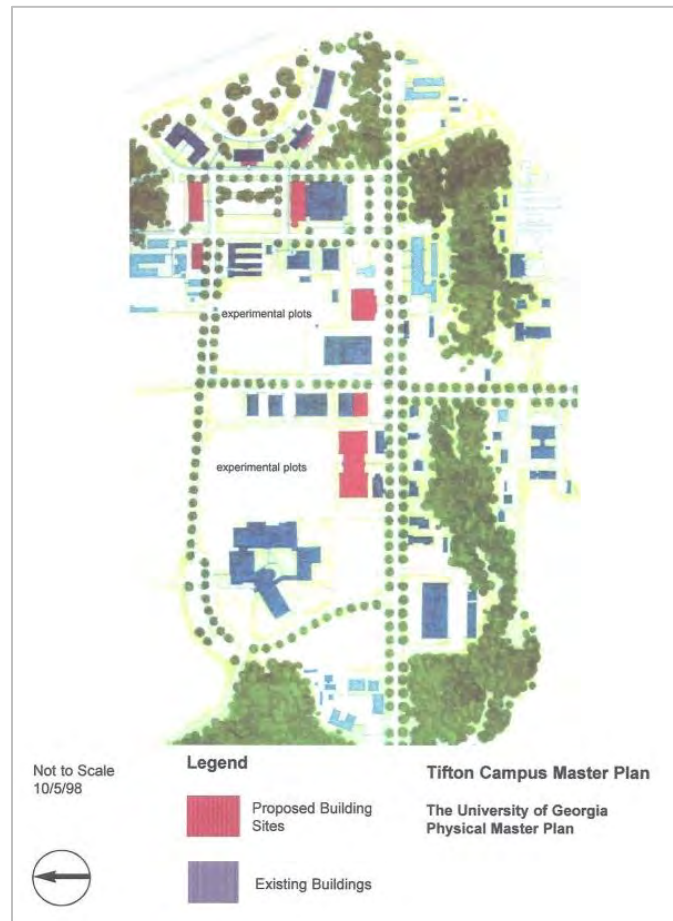 experimental plots
experimental plots
Not to Scale
10/5/98
Legend
Proposed Building
Sites
Existing Buildings
Tifton Campus Master Plan
The University of Georgia
Physical Master Plan